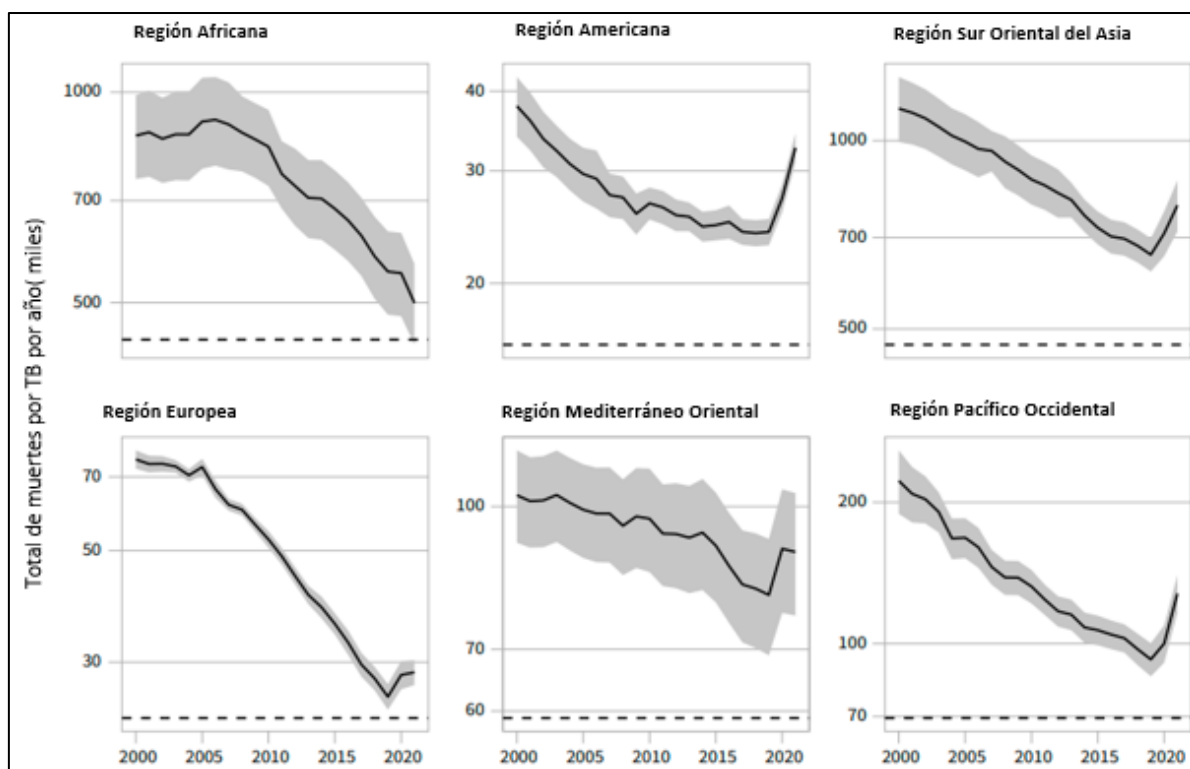 Región Africana
Región Americana
Región Sur Oriental del Asia
Total de muertes por TB por año( miles)
1000
700
500
40
30
20
1000
700
500
Región Europea
Región Mediterráneo Oriental
Región Pacífico Occidental
70
50
30
100
70
60
200
100
70
2000 2005 2010 2015 2020
2000 2005 2010 2015 2020
2000 2005 2010 2015 2020